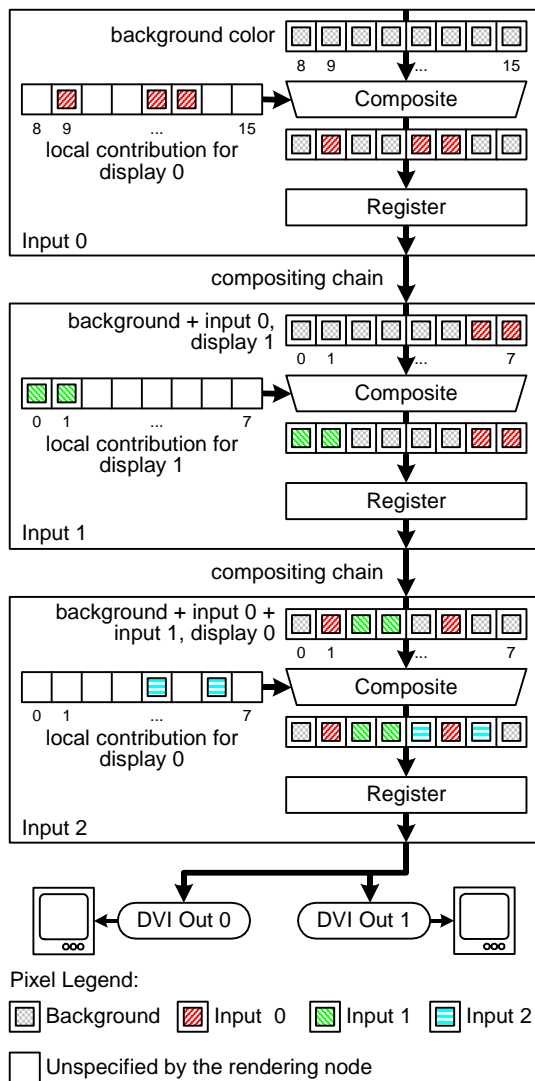 background color
8 9 ... 15
Composite
8 9 ... 15
local contribution for
display 0
Register
Input 0
compositing chain
background + input 0,
display 1
0 1 ... 7
Composite
0 1 ... 7
local contribution for
display 1
Register
Input 1
compositing chain
background + input 0 +
input 1, display 0
0 1 ... 7
Composite
0 1 ... 7
local contribution for
display 0
Register
Input 2
DVI Out 0 DVI Out 1
Pixel Legend:
Background Input 0 Input 1 Input 2
Unspecified by the rendering node